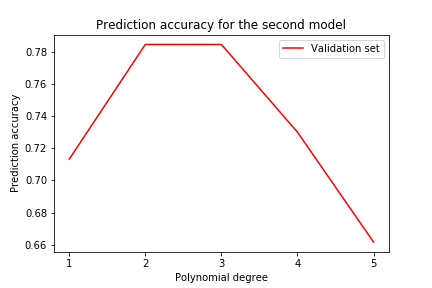 Prediction accuracy for the second model
Validation set
Prediction accuracy
0.78
0.76
0.74
0.72
0.70
0.68
0.66
1 2 3 4 5
Polynomial degree